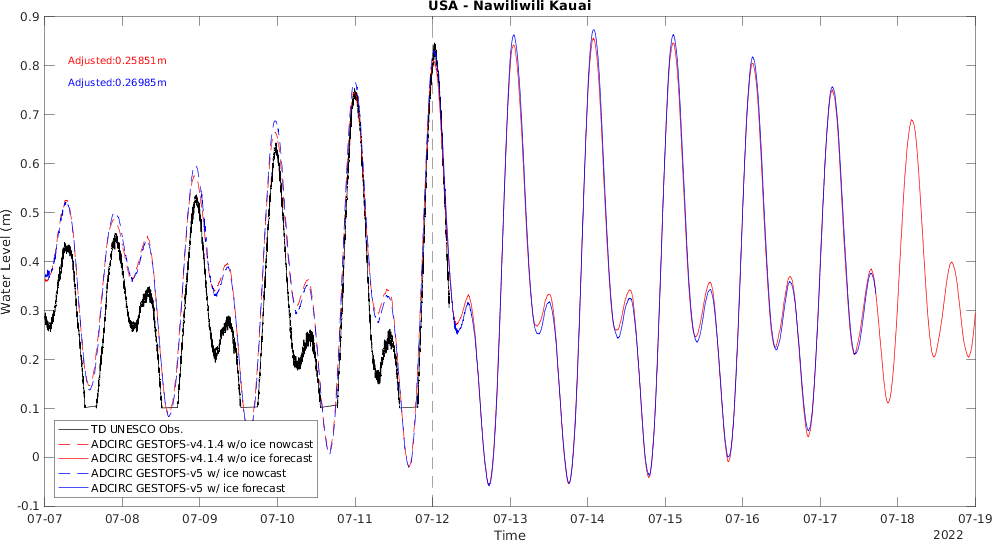 USA - Nawiliwili Kauai
0.9
0.8
0.7
0.6
0.5
0.4
0.3
0.2
0.1
0
-0.1
Water Level (m)
Adjusted:0.25851m
Adjusted:0.26985m
TD UNESCO Obs.
ADCIRC GESTOFS-v4.1.4 w/o ice nowcast
ADCIRC GESTOFS-v4.1.4 w/o ice forecast
ADCIRC GESTOFS-v5 w/ ice nowcast
ADCIRC GESTOFS-v5 w/ ice forecast
07-07 07-08 07-09 07-10 07-11 07-12 07-13 07-14 07-15 07-16 07-17 07-18 07-19
Time
2022